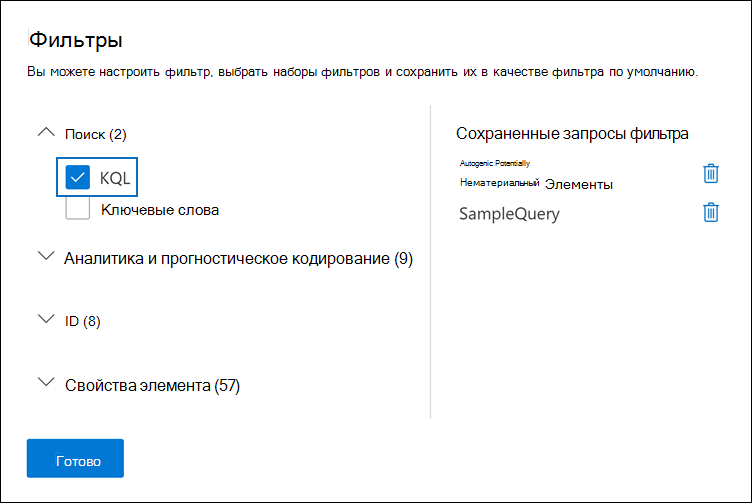 Фильтры
Вы можете настроить фильтр, выбрать наборы фильтров и сохранить их в качестве фильтра по умолчанию.
Поиск (2)
KQL
Ключевые слова
Аналитика и прогностическое кодирование (9)
ID (8)
Свойства элемента (57)
Сохраненные запросы фильтра
Autogenic Potentially
Нематериальный Элементы
SampleQuery
Готово